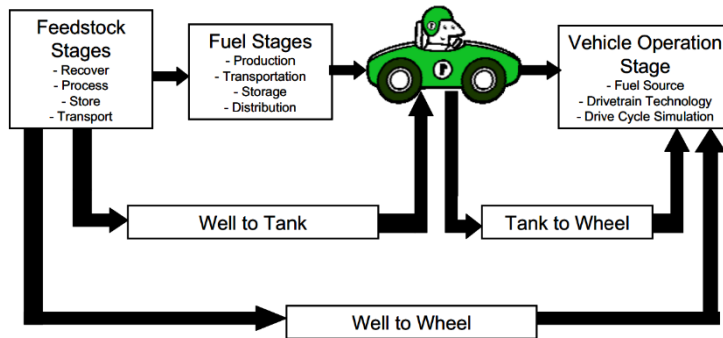 Feedstock
Stages
- Recover
- Process
- Store
- Transport
Fuel Stages
- Production
- Transportation
- Storage
- Distribution
Vehicle Operation
Stage
- Fuel Source
- Drivetrain Technology
- Drive Cycle Simulation
Well to Tank
Tank to Wheel
Well to Wheel